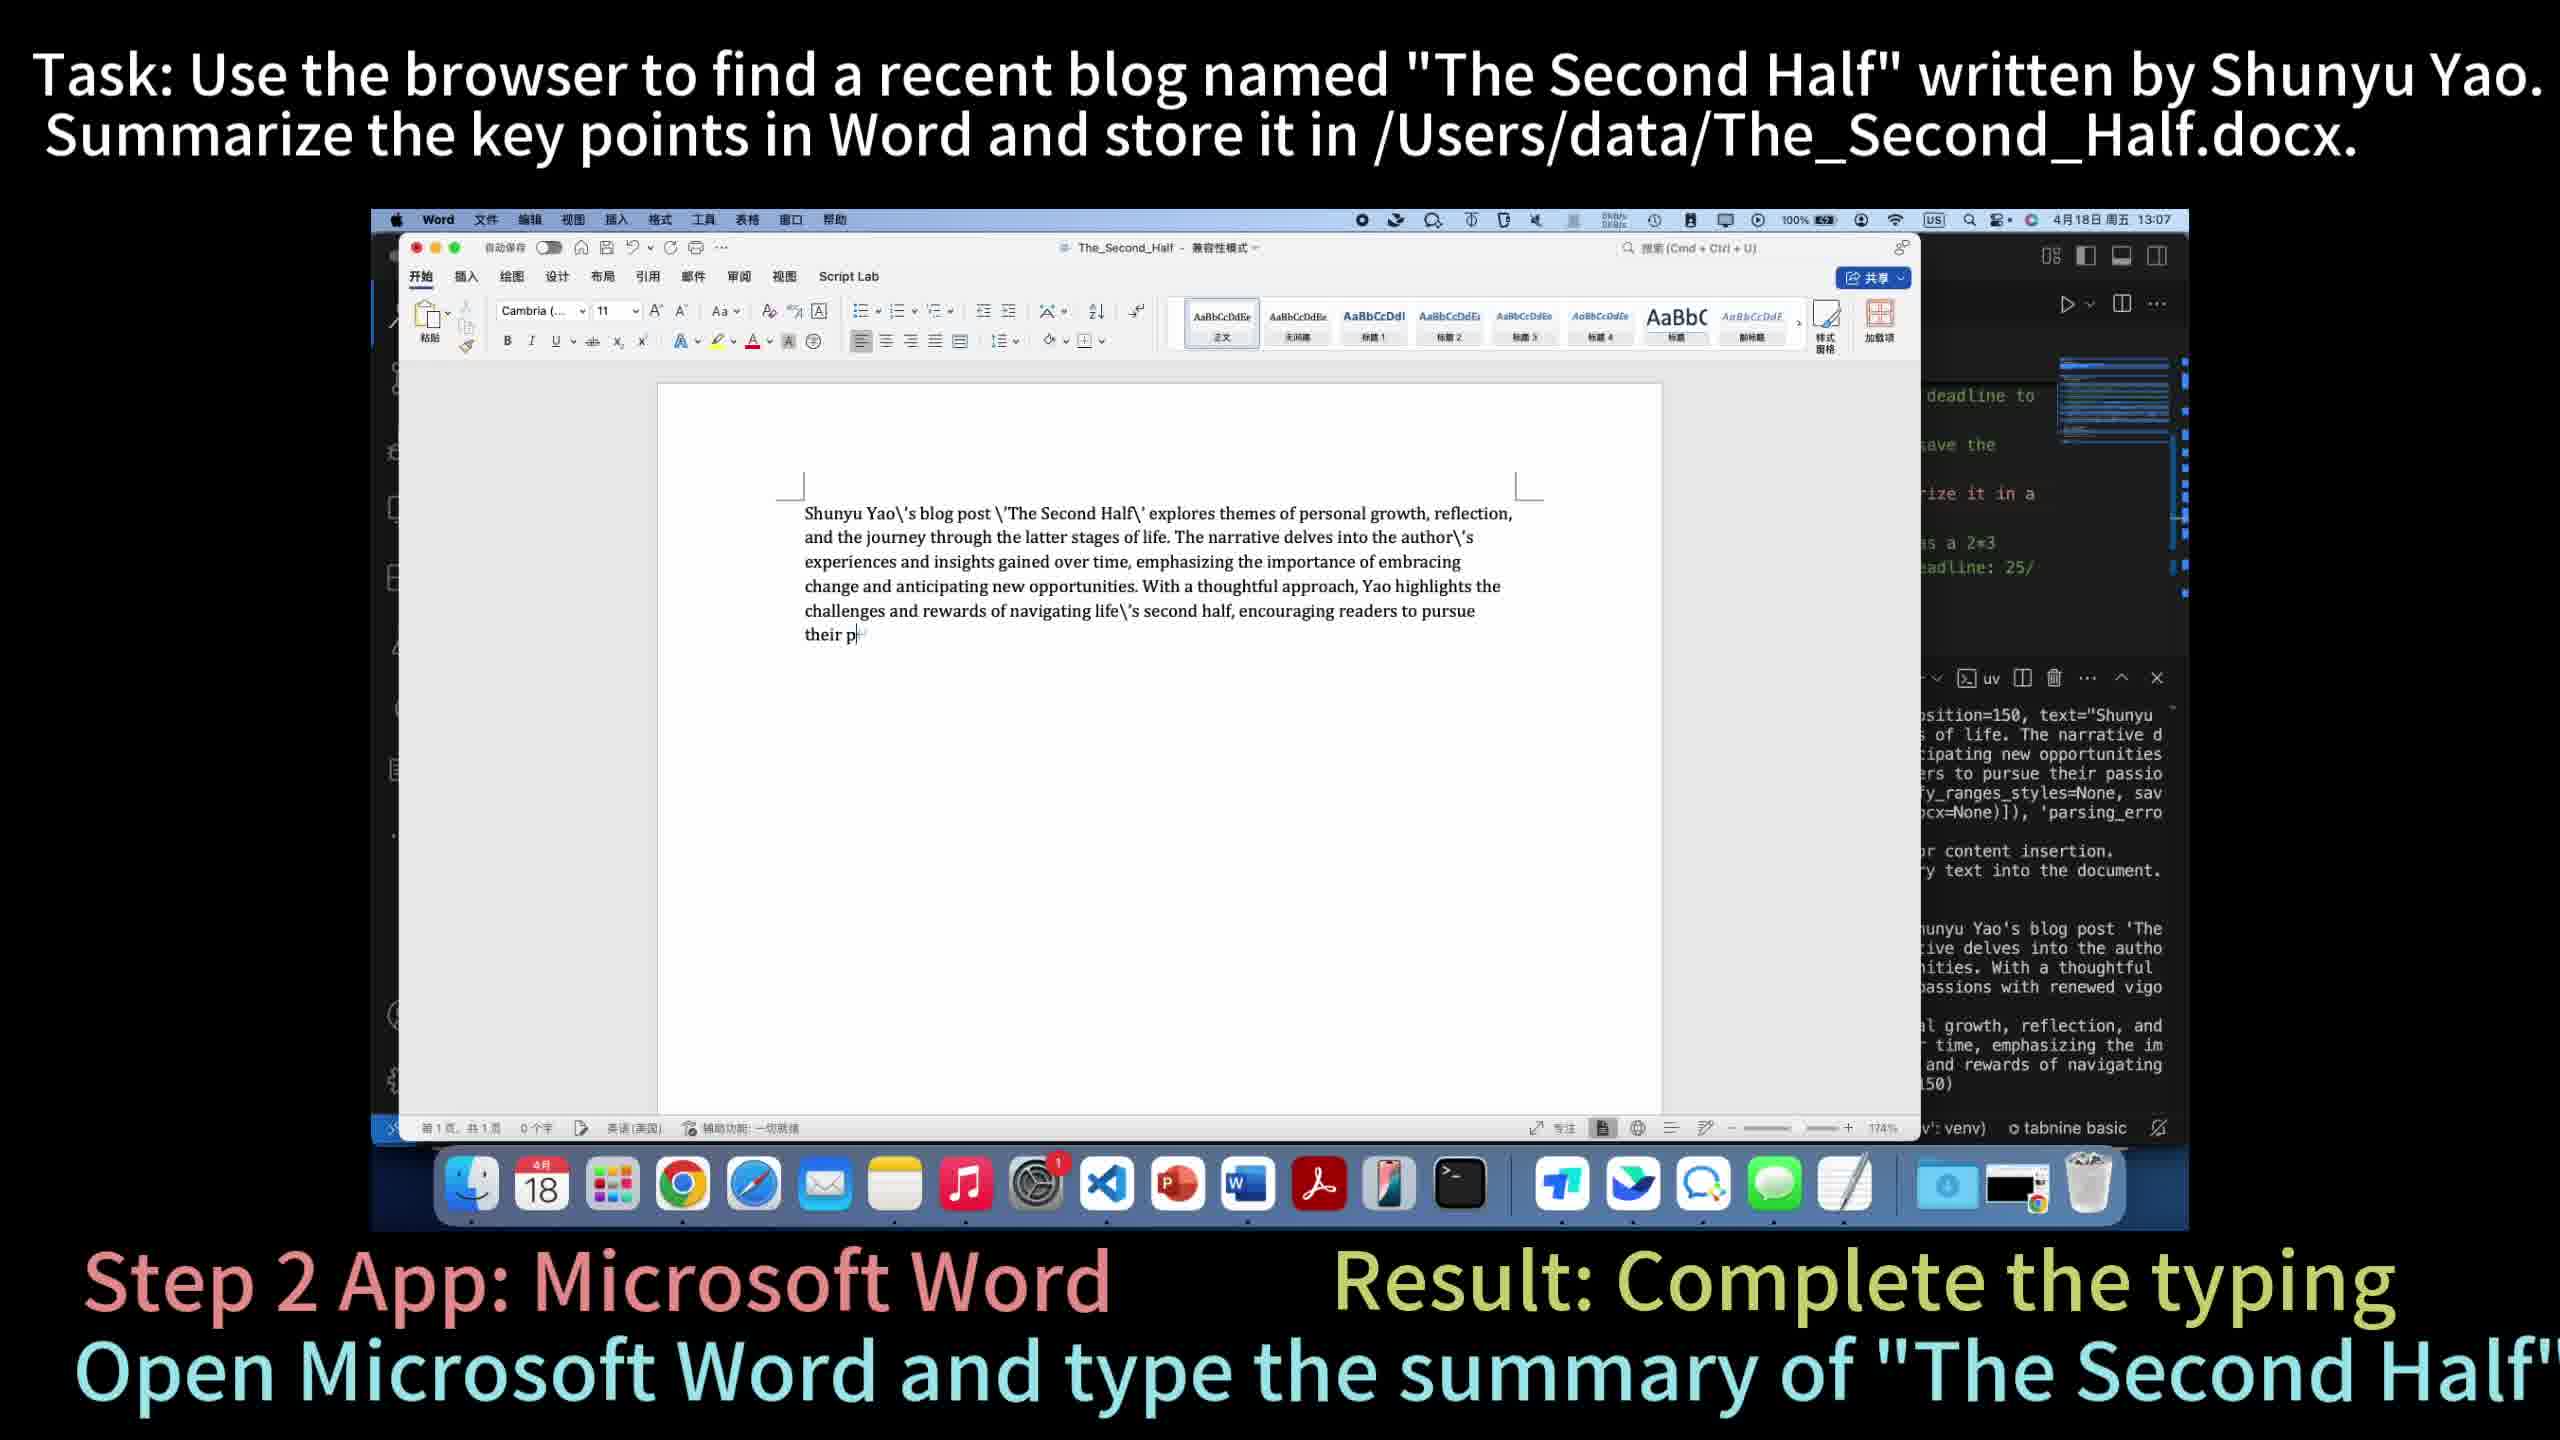 Task: Use the browser to find a recent blog named "The Second Half" written by Shunyu Yao.
Summarize the key points in Word and store it in /Users/data/The_Second_Half.docx.
Word 文件 编辑 视图 插入 格式 工具 表格 窗口 帮助
100% US 4月18日 周五 13:07
自动保存 The_Second_Half - 兼容性模式 搜索 (Cmd + Ctrl + U)
开始 插入 绘图 设计 布局 引用 邮件 审阅 视图 Script Lab 共享
粘贴 Cambria (... 11
AaBbCcDdEe AaBbCcDdEe AaBbCcDdI AaBbCcDdEe AaBbCcDdEe AaBbCcDdEe AaBbC AaBbCcDdE
正文 无间隔 标题 1 标题 2 标题 3 标题 4 标题 副标题 样式窗格 加载项
Shunyu Yao\'s blog post \'The Second Half\' explores themes of personal growth, reflection,
and the journey through the latter stages of life. The narrative delves into the author\'s
experiences and insights gained over time, emphasizing the importance of embracing
change and anticipating new opportunities. With a thoughtful approach, Yao highlights the
challenges and rewards of navigating life\'s second half, encouraging readers to pursue
their p
deadline to
ave the
rize it in a
as a 2*3
eadline: 25/
uv
osition=150, text="Shunyu
s of life. The narrative d
cipating new opportunities
ers to pursue their passio
fy_ranges_styles=None, sav
ocx=None)]), 'parsing_erro
or content insertion.
ry text into the document.
hunyu Yao's blog post 'The
tive delves into the autho
nities. With a thoughtful
passions with renewed vigo
al growth, reflection, and
r time, emphasizing the im
and rewards of navigating
150)
第 1 页，共 1 页 0 个字 英语 (美国) 辅助功能: 一切就绪 专注 174%
v': venv) tabnine basic
4月
18
1
Step 2 App: Microsoft Word
Result: Complete the typing
Open Microsoft Word and type the summary of "The Second Half"